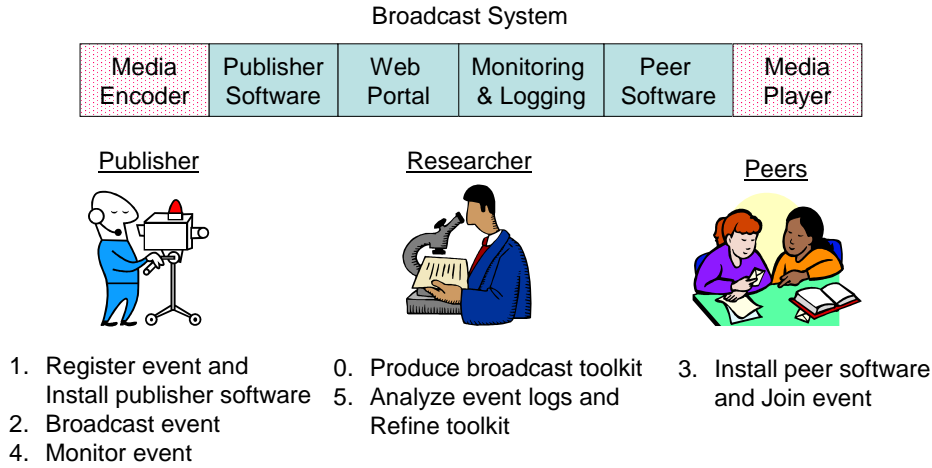 Broadcast System
Media Encoder
Publisher Software
Web Portal
Monitoring & Logging
Peer Software
Media Player
Publisher
Researcher
Peers
1. Register event and
Install publisher software
2. Broadcast event
4. Monitor event
0. Produce broadcast toolkit
5. Analyze event logs and
Refine toolkit
3. Install peer software
and Join event